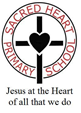 SACRED HEART
PRIMARY SCHOOL
Jesus at the Heart
of all that we do